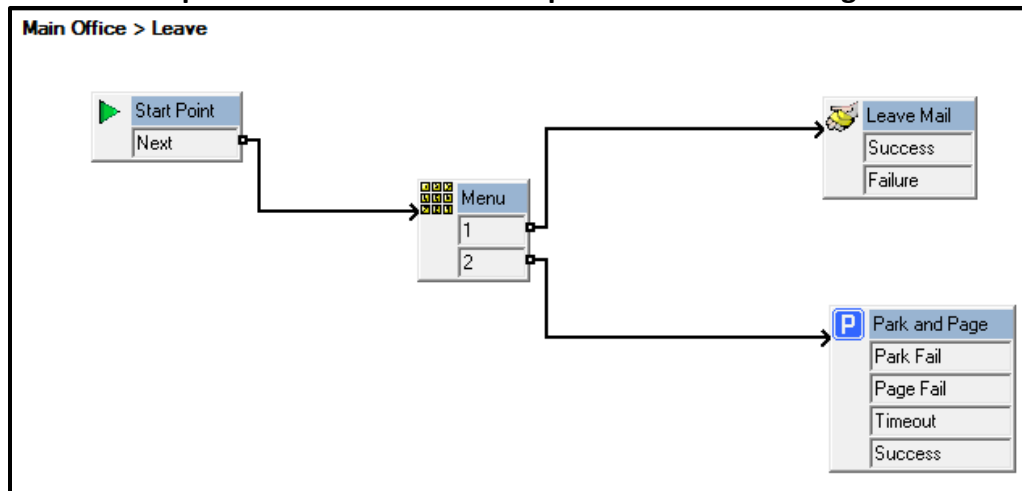 Main Office > Leave
Start Point
Next
Menu
1
2
Leave Mail
Success
Failure
P
Park and Page
Park Fail
Page Fail
Timeout
Success